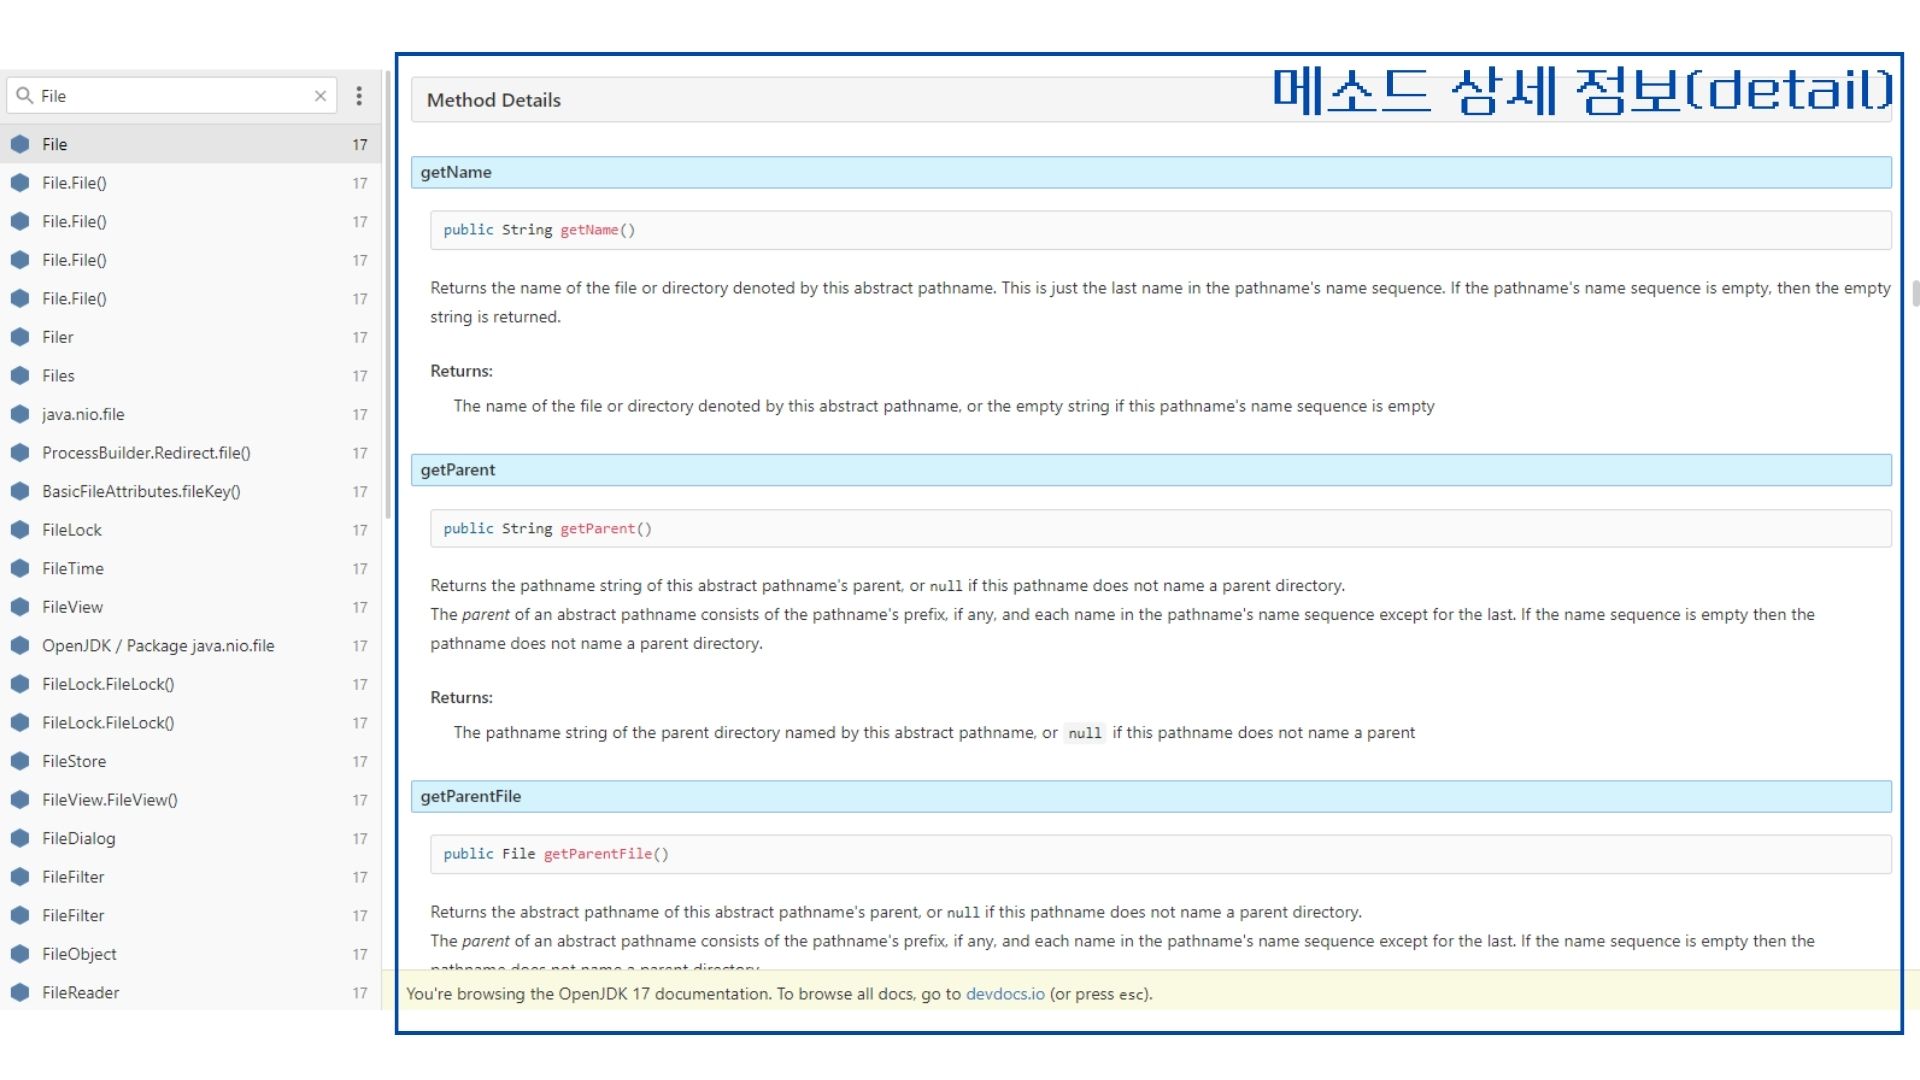 File
File 17
File.File() 17
File.File() 17
File.File() 17
File.File() 17
Filer 17
Files 17
java.nio.file 17
ProcessBuilder.Redirect.file() 17
BasicFileAttributes.fileKey() 17
FileLock 17
FileTime 17
FileView 17
OpenJDK / Package java.nio.file 17
FileLock.FileLock() 17
FileLock.FileLock() 17
FileStore 17
FileView.FileView() 17
FileDialog 17
FileFilter 17
FileFilter 17
FileObject 17
FileReader 17
메소드 상세 정보(detail)
Method Details
getName
public String getName()
Returns the name of the file or directory denoted by this abstract pathname. This is just the last name in the pathname's name sequence. If the pathname's name sequence is empty, then the empty
string is returned.
Returns:
The name of the file or directory denoted by this abstract pathname, or the empty string if this pathname's name sequence is empty
getParent
public String getParent()
Returns the pathname string of this abstract pathname's parent, or null if this pathname does not name a parent directory.
The parent of an abstract pathname consists of the pathname's prefix, if any, and each name in the pathname's name sequence except for the last. If the name sequence is empty then the
pathname does not name a parent directory.
Returns:
The pathname string of the parent directory named by this abstract pathname, or null if this pathname does not name a parent
getParentFile
public File getParentFile()
Returns the abstract pathname of this abstract pathname's parent, or null if this pathname does not name a parent directory.
The parent of an abstract pathname consists of the pathname's prefix, if any, and each name in the pathname's name sequence except for the last. If the name sequence is empty then the
pathname does not name a parent directory.
You're browsing the OpenJDK 17 documentation. To browse all docs, go to devdocs.io (or press esc).